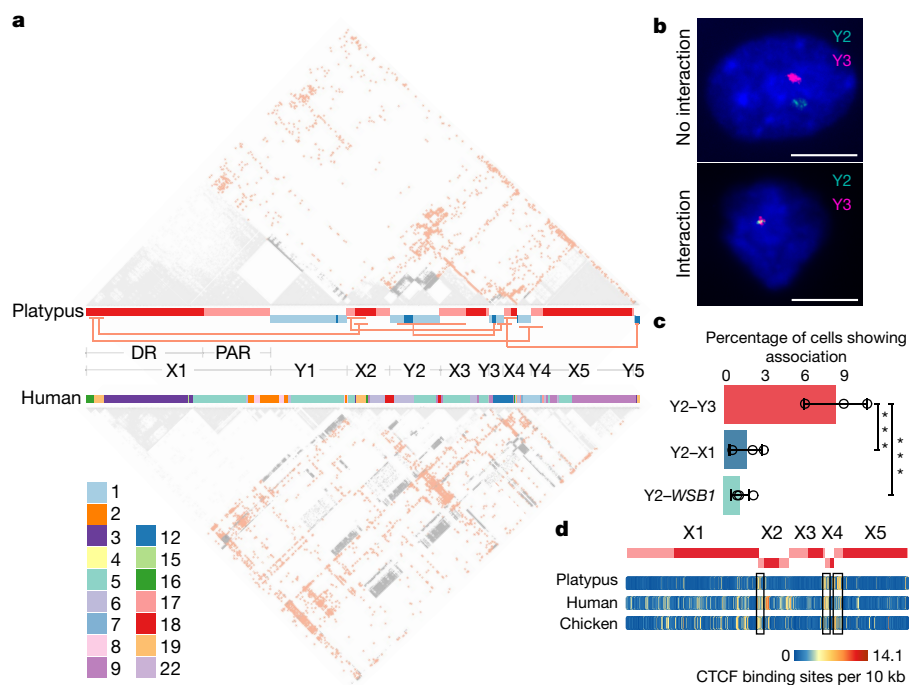 a
Platypus
DR
PAR
X1
Y1
X2
Y2
X3
Y3
X4
Y4
X5
Y5
Human
1
2
3
4
5
6
7
8
9
12
15
16
17
18
19
22
b
No interaction
Y2
Y3
Interaction
Y2
Y3
c
Percentage of cells showing
association
0 3 6 9
Y2–Y3
Y2–X1
Y2–WSB1
* * *
* * *
d
X1 X2 X3 X4 X5
Platypus
Human
Chicken
0 14.1
CTCF binding sites per 10 kb